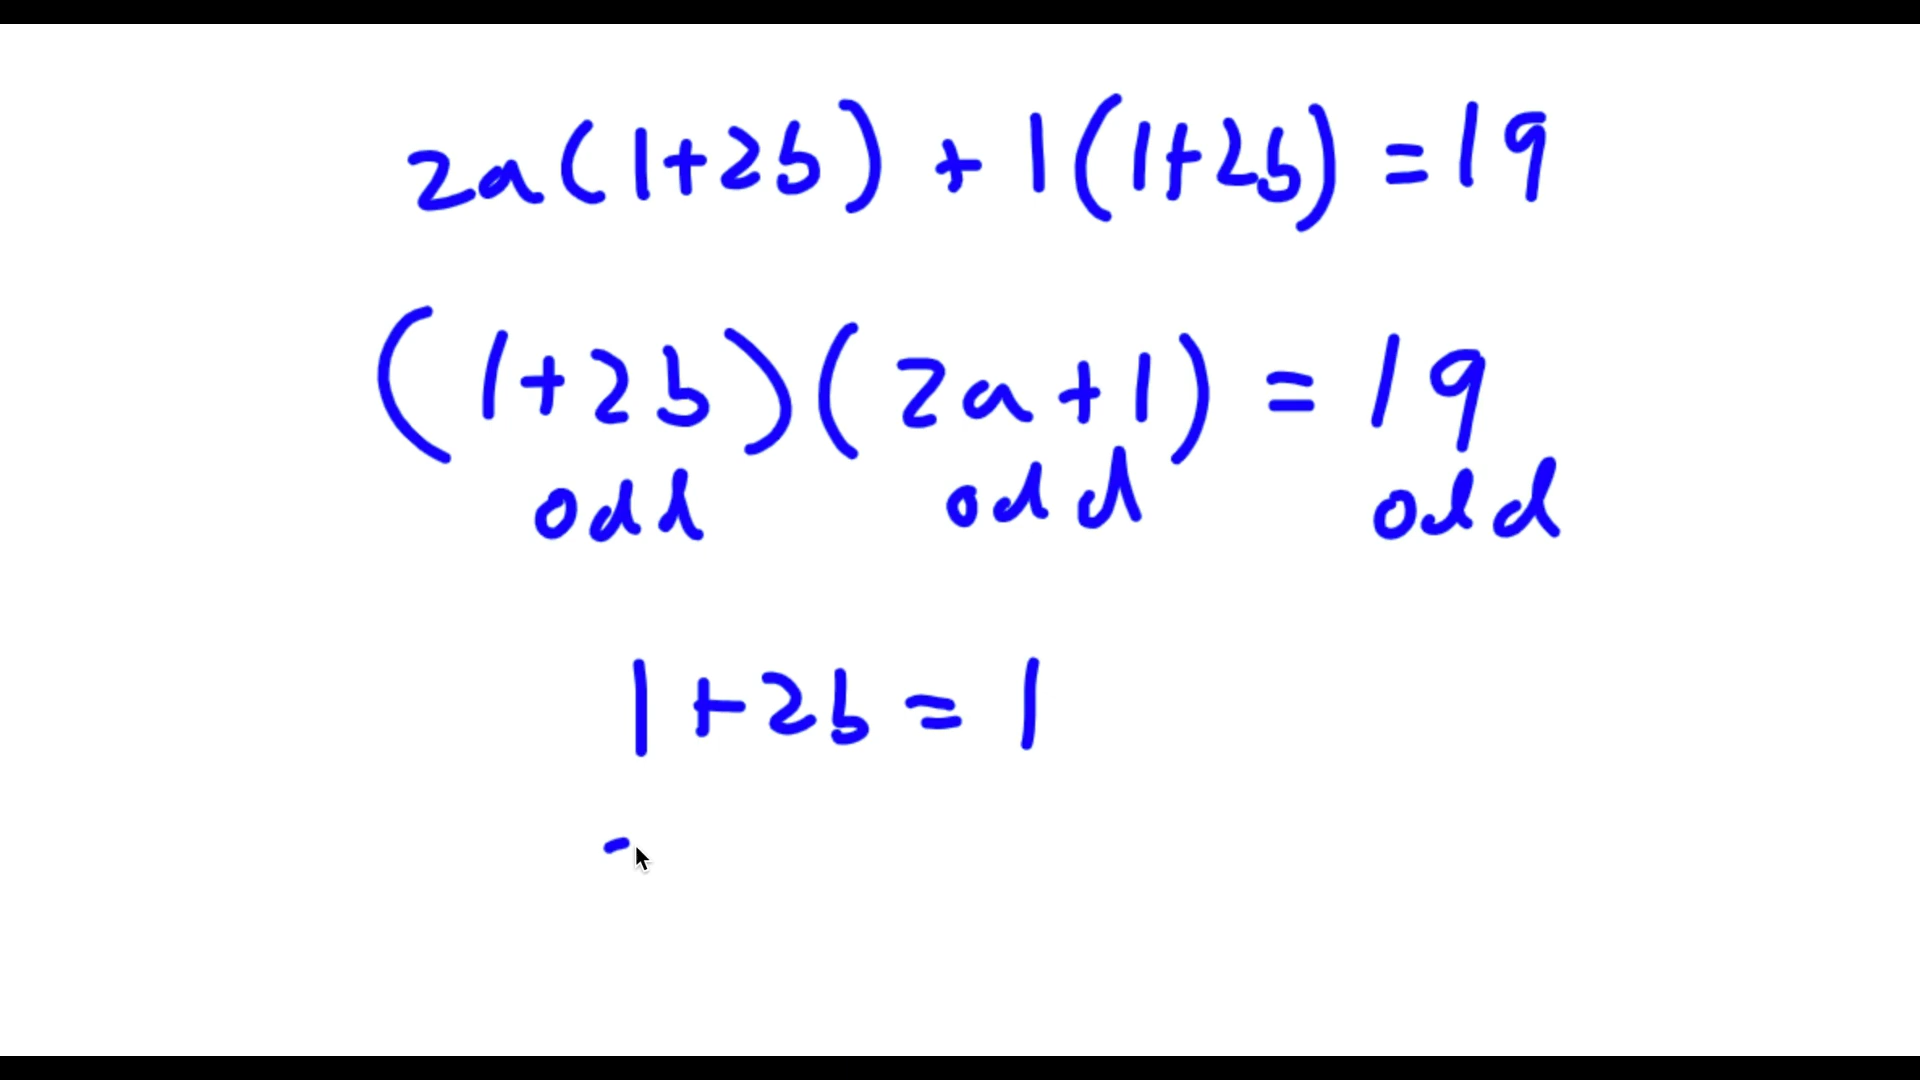 2a(1+2b) + 1(1+2b) = 19
(1+2b)(2a+1) = 19
odd odd odd
1+2b = 1